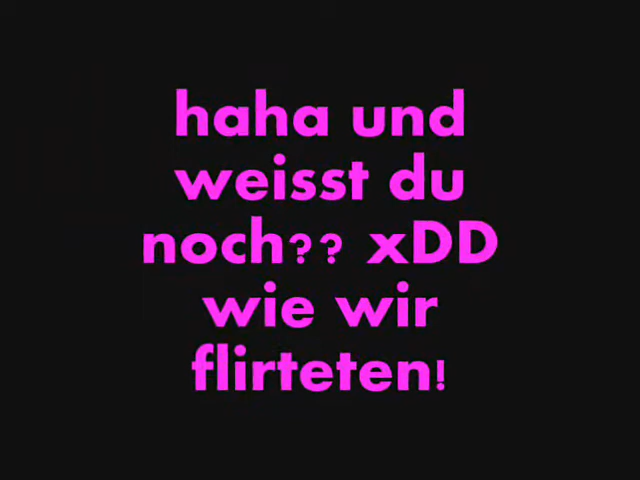 haha und
weisst du
noch?? xDD
wie wir
flirteten!